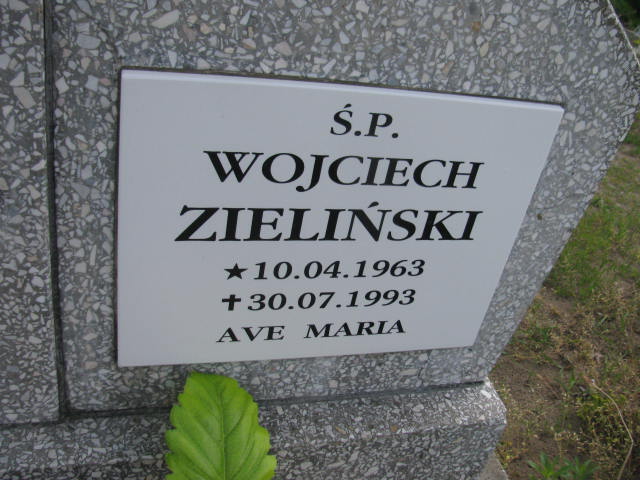 Ś.P.
WOJCIECH
ZIELIŃSKI
★10.04.1963
✝30.07.1993
AVE MARIA